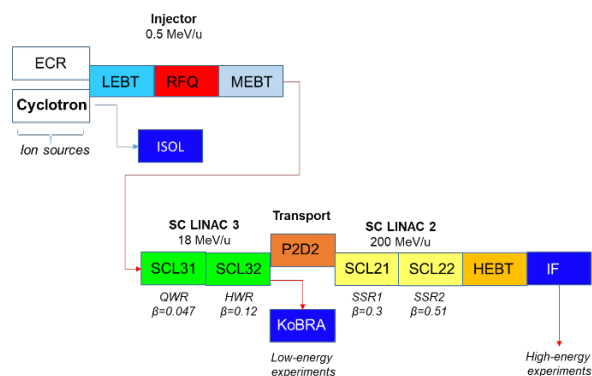 Injector
0.5 MeV/u
ECR
LEBT
RFQ
MEBT
Cyclotron
Ion sources
ISOL
SC LINAC 3
18 MeV/u
Transport
SC LINAC 2
200 MeV/u
P2D2
SCL31
SCL32
SCL21
SCL22
HEBT
IF
QWR
β=0.047
HWR
β=0.12
SSR1
β=0.3
SSR2
β=0.51
KoBRA
Low-energy
experiments
High-energy
experiments